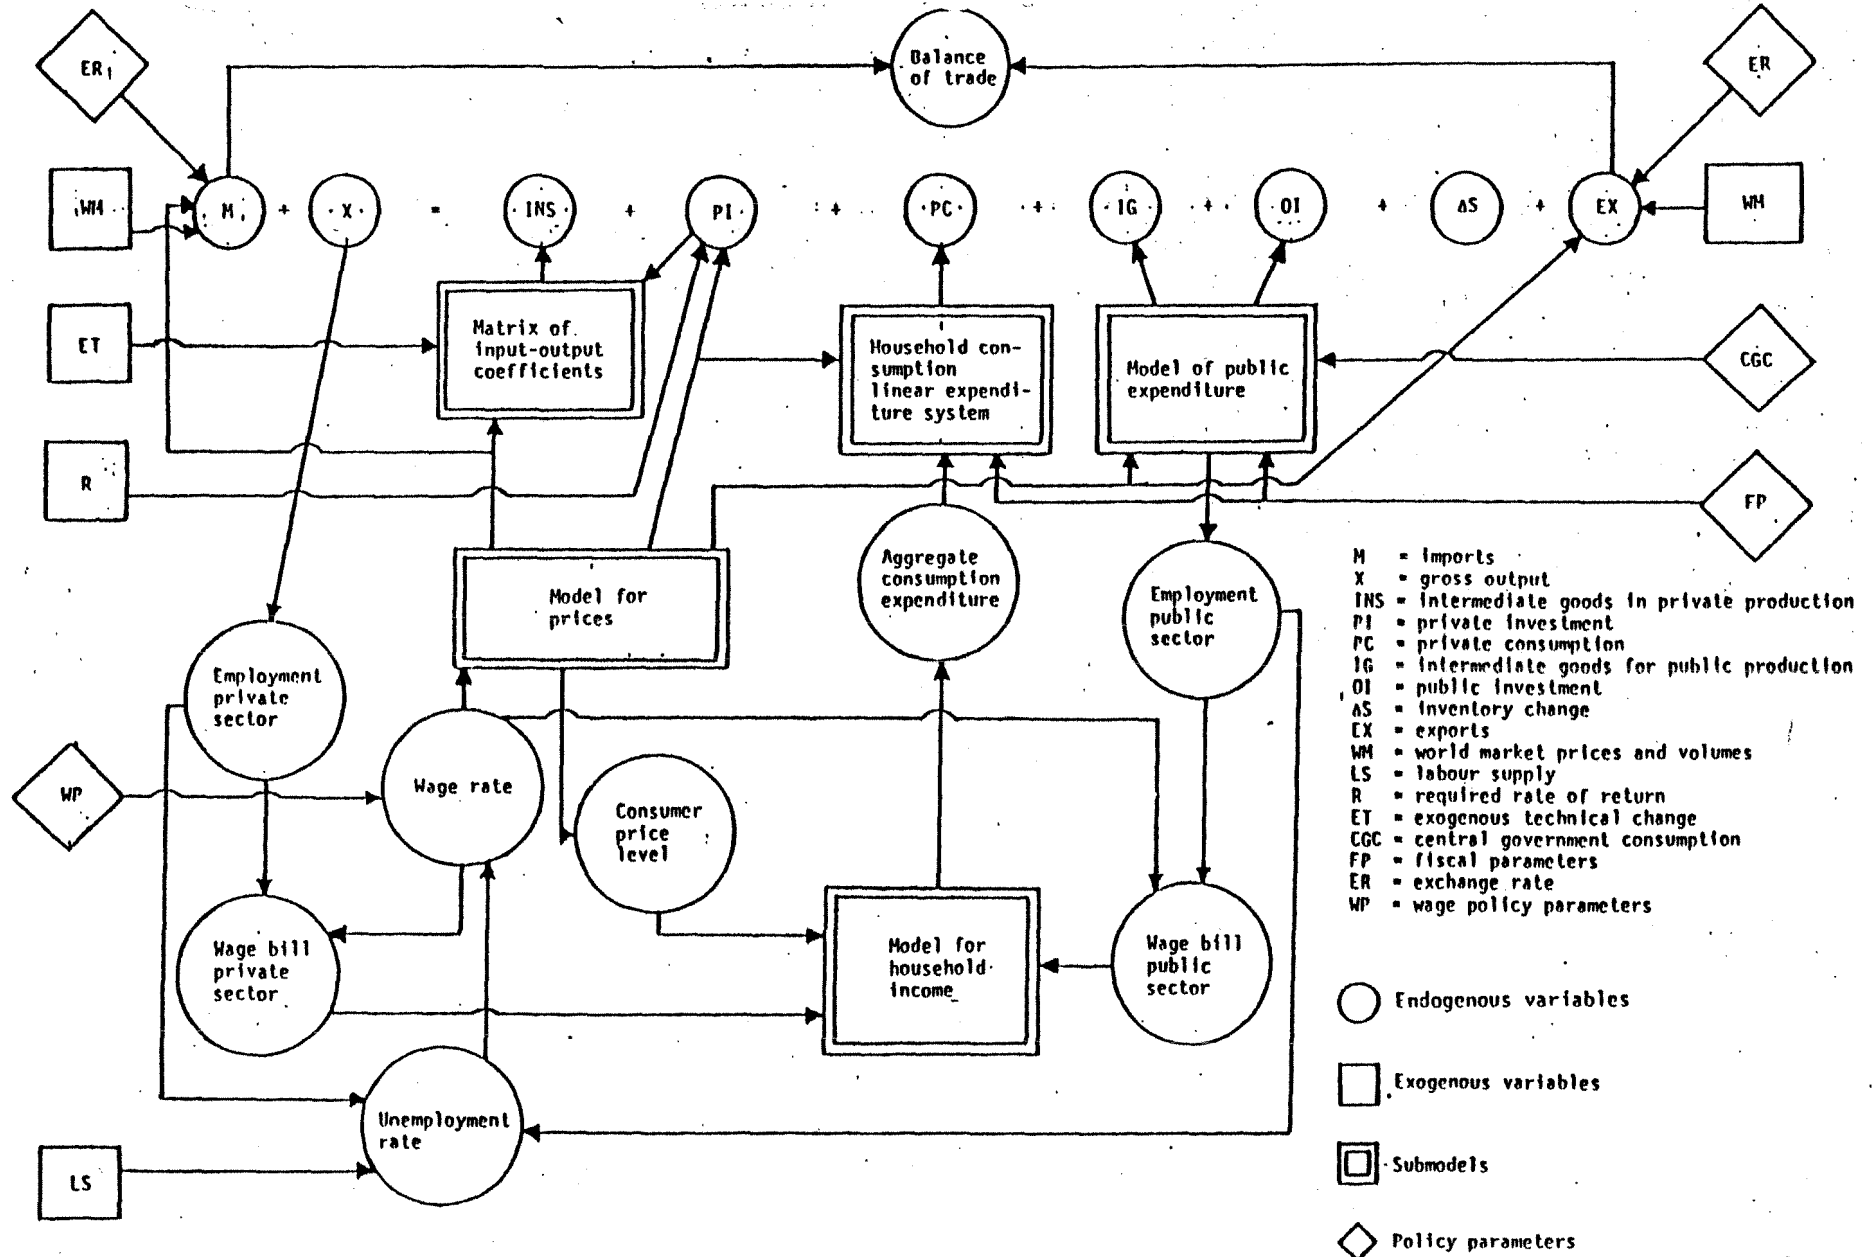 Balance
of trade
ER
ER
WM
M + X = INS + PI + PC + IG + OI + ΔS + EX
WM
ET
Matrix of
input-output
coefficients
Household con-
sumption
linear expendi-
ture system
Model of public
expenditure
CGC
R
FP
Model for
prices
Aggregate
consumption
expenditure
Employment
public
sector
Employment
private
sector
WP
Wage rate
Consumer
price
level
Wage bill
private
sector
Model for
household
income
Wage bill
public
sector
Unemployment
rate
LS
M = imports
X = gross output
INS = intermediate goods in private production
PI = private investment
PC = private consumption
IG = intermediate goods for public production
OI = public investment
ΔS = inventory change
EX = exports
WM = world market prices and volumes
LS = labour supply
R = required rate of return
ET = exogenous technical change
CGC = central government consumption
FP = fiscal parameters
ER = exchange rate
WP = wage policy parameters
Endogenous variables
Exogenous variables
Submodels
Policy parameters